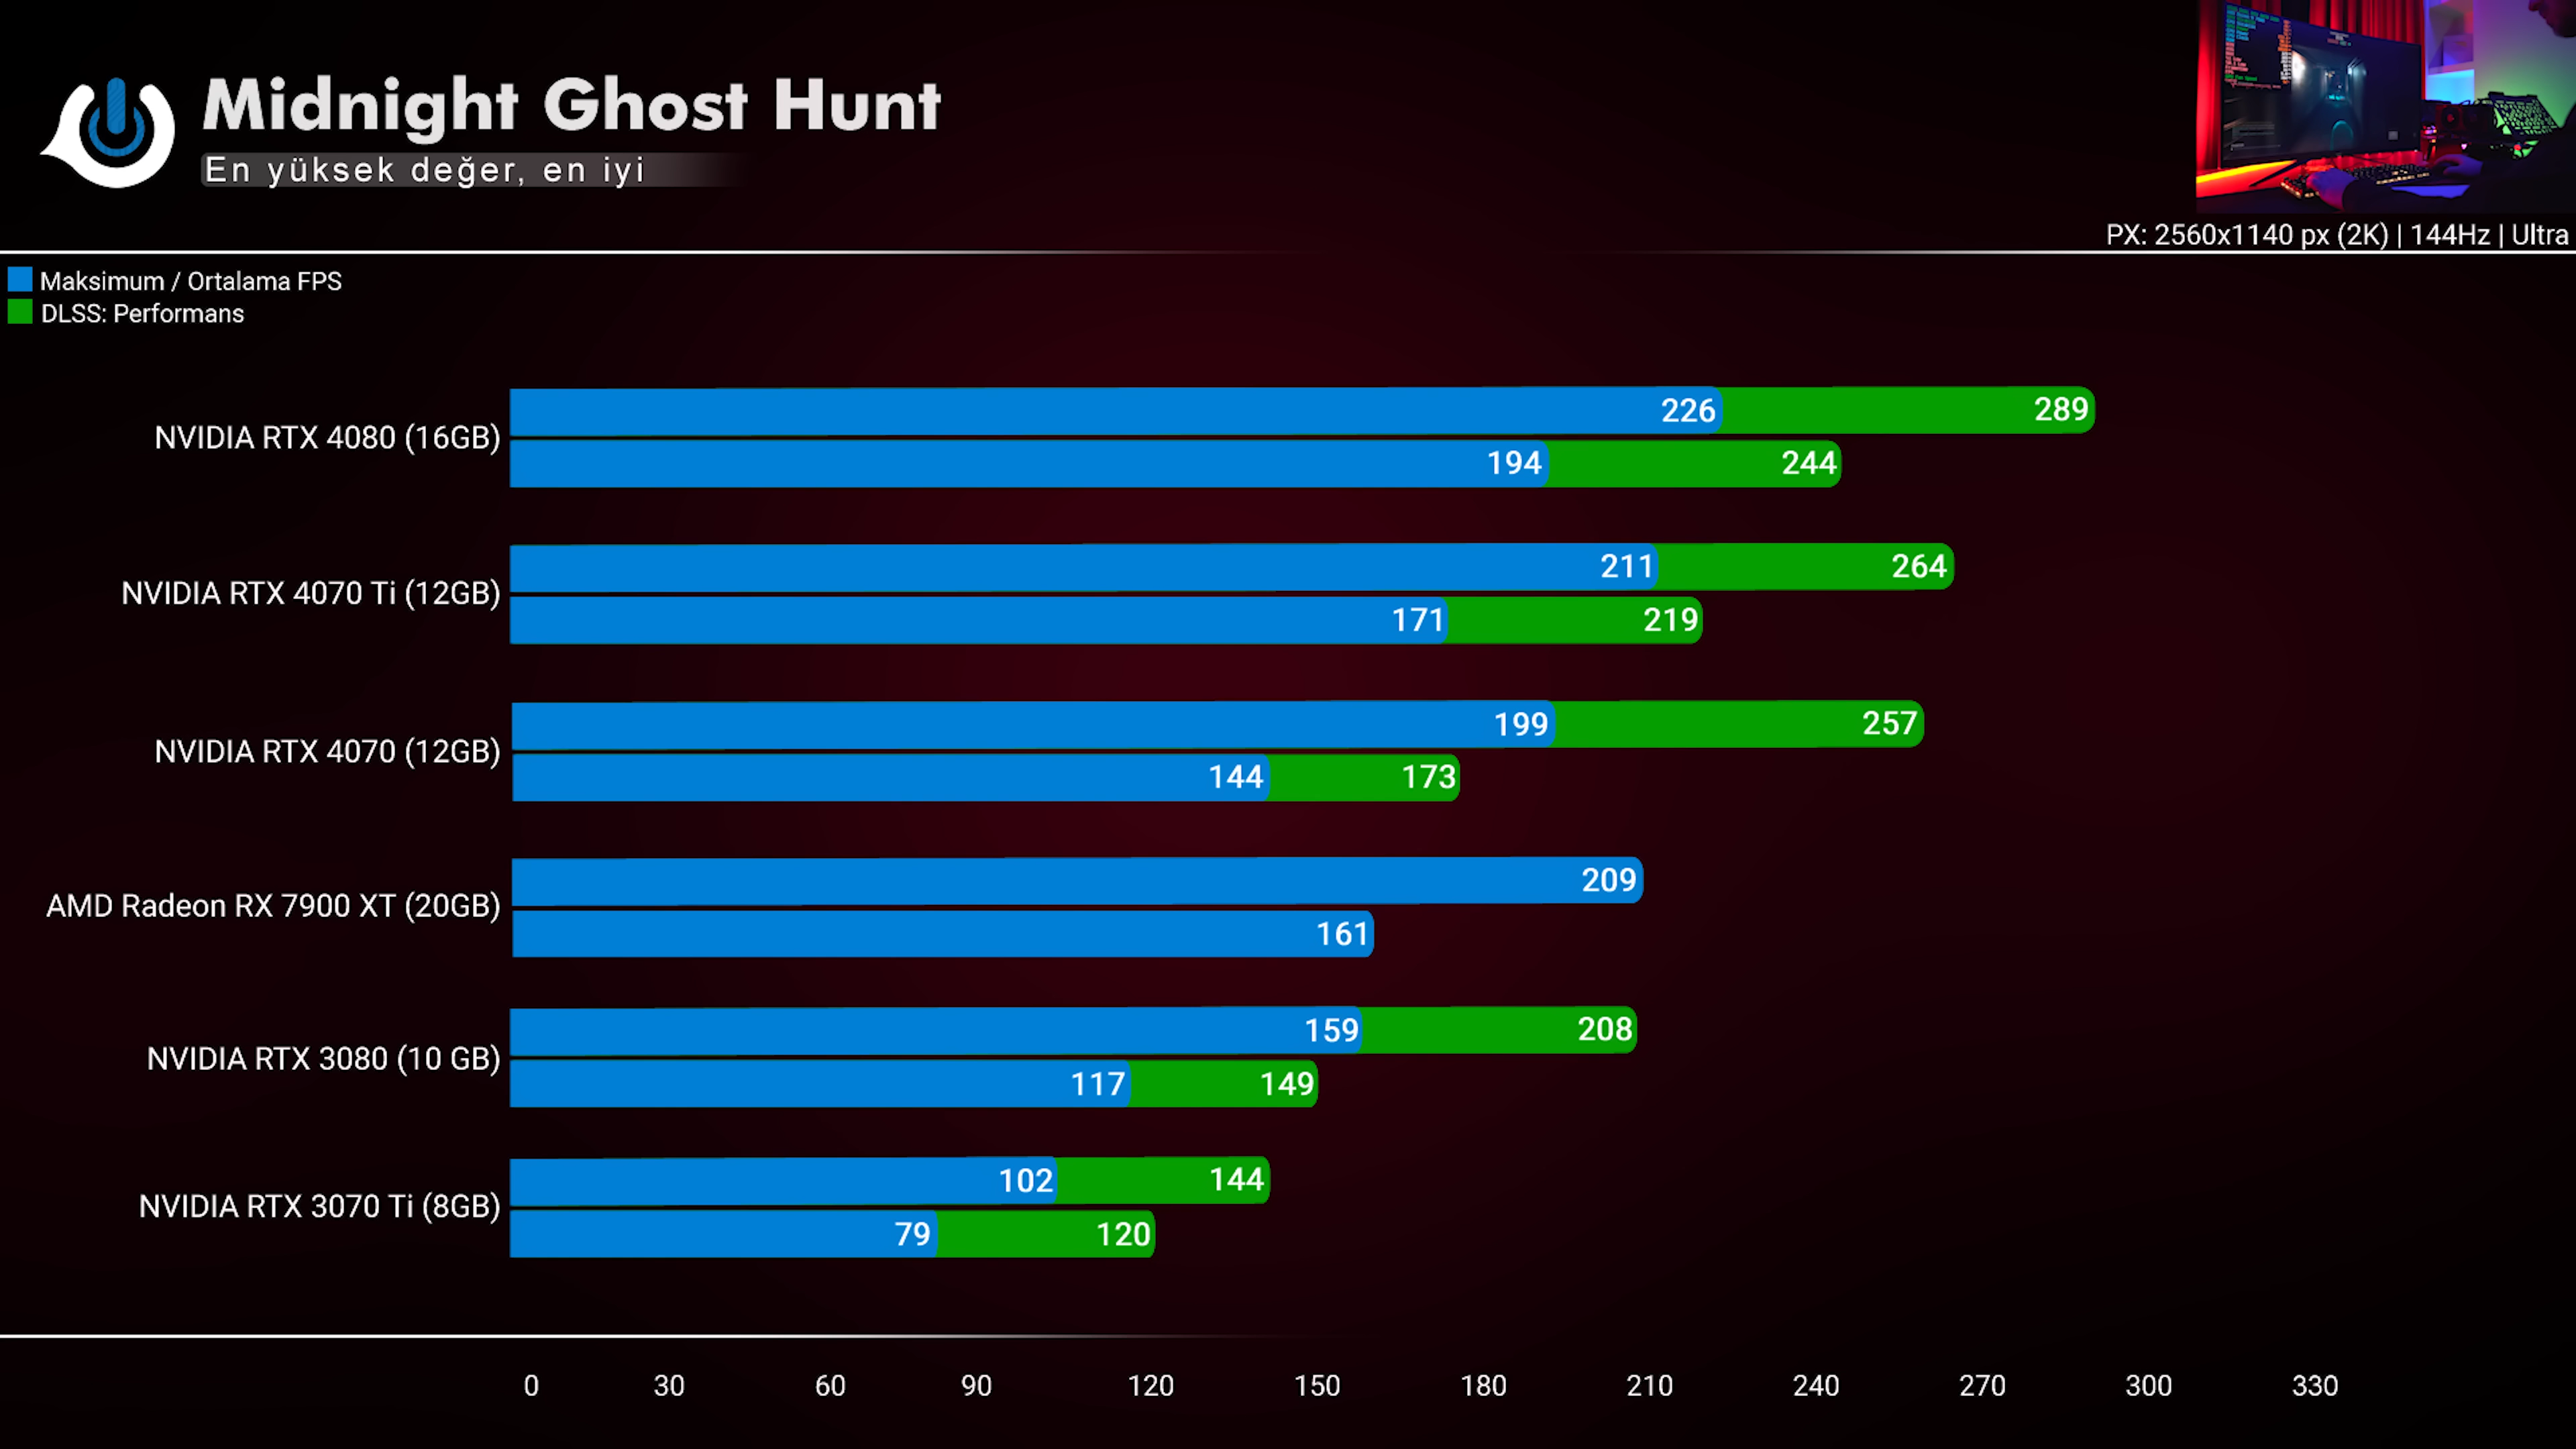 Midnight Ghost Hunt
En yüksek değer, en iyi
PX: 2560x1140 px (2K) | 144Hz | Ultra
Maksimum / Ortalama FPS
DLSS: Performans
NVIDIA RTX 4080 (16GB)
226 289
194 244
NVIDIA RTX 4070 Ti (12GB)
211 264
171 219
NVIDIA RTX 4070 (12GB)
199 257
144 173
AMD Radeon RX 7900 XT (20GB)
209
161
NVIDIA RTX 3080 (10 GB)
159 208
117 149
NVIDIA RTX 3070 Ti (8GB)
102 144
79 120
0 30 60 90 120 150 180 210 240 270 300 330